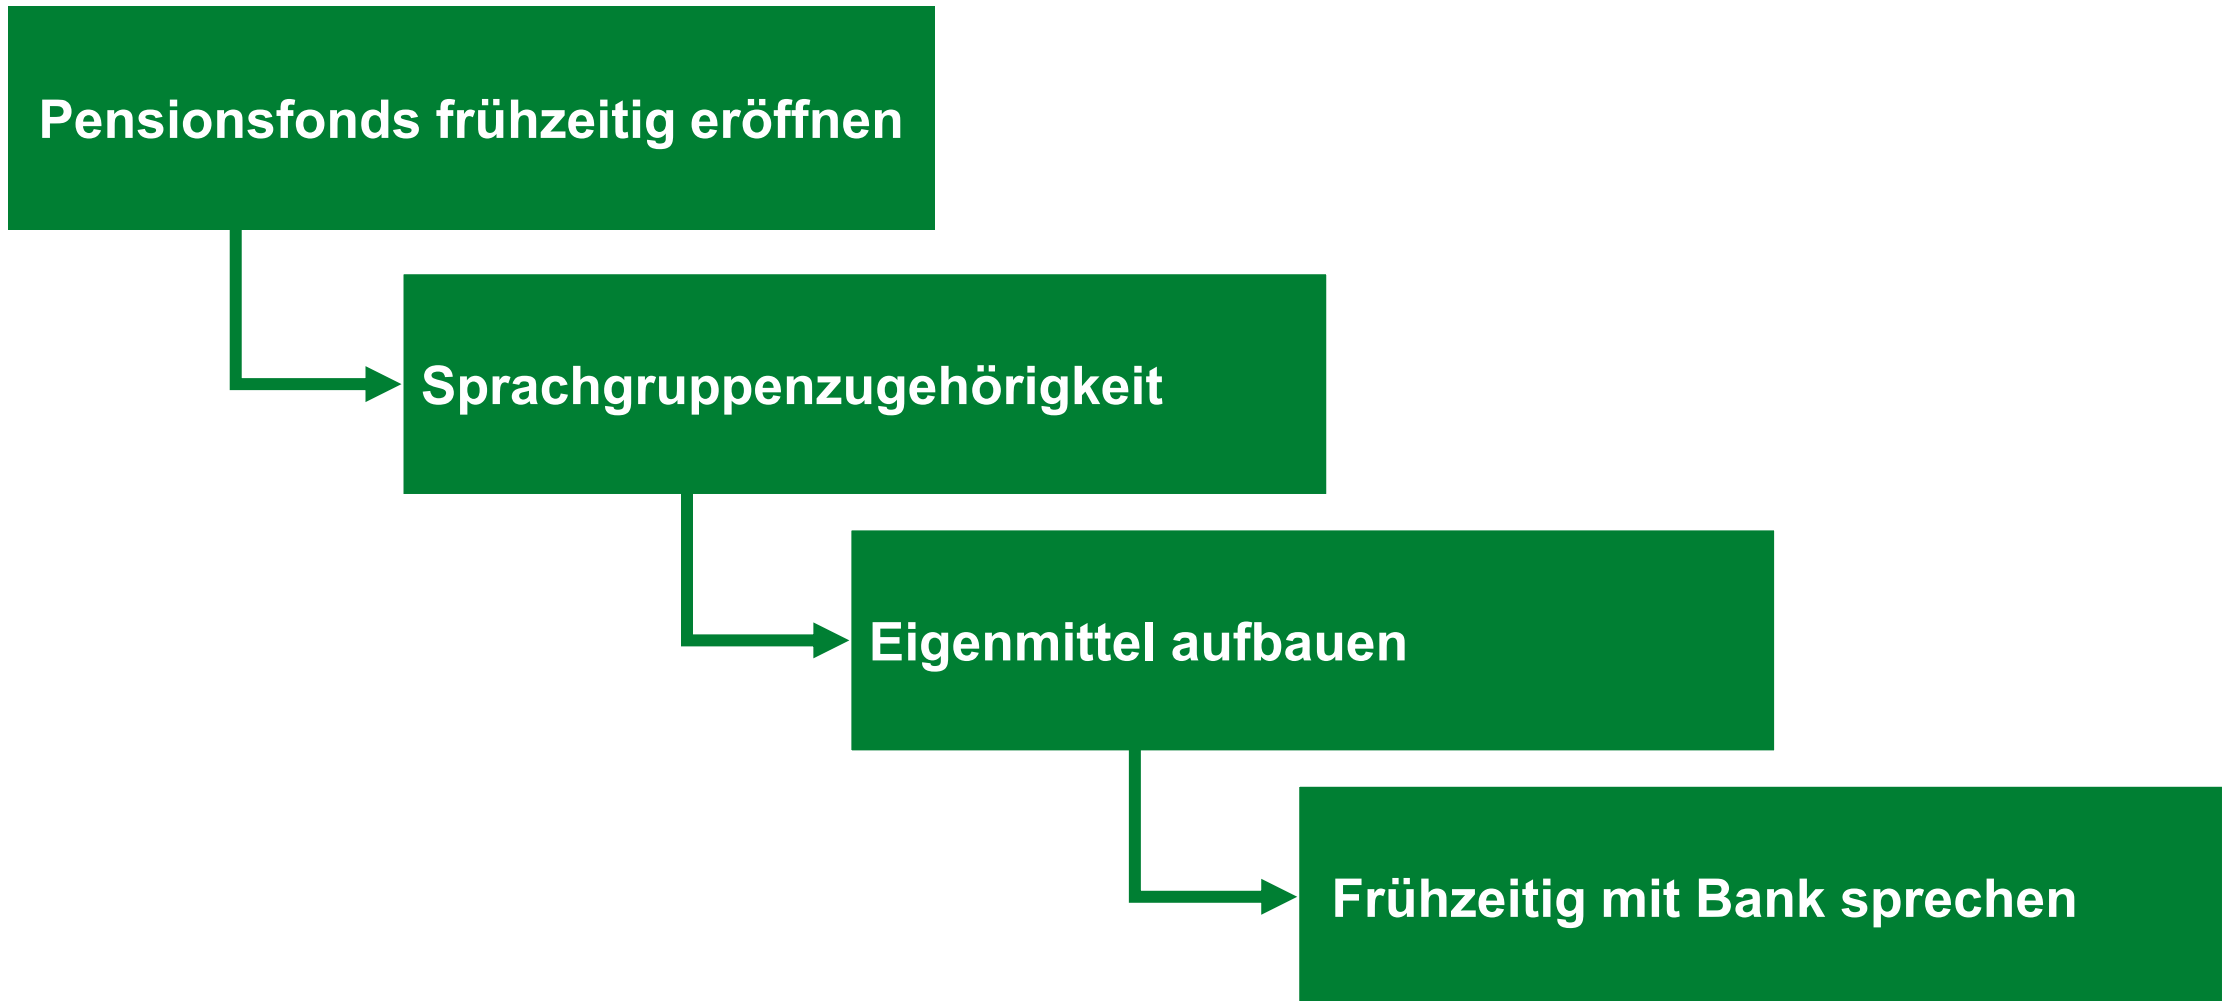 Pensionsfonds frühzeitig eröffnen
Sprachgruppenzugehörigkeit
Eigenmittel aufbauen
Frühzeitig mit Bank sprechen